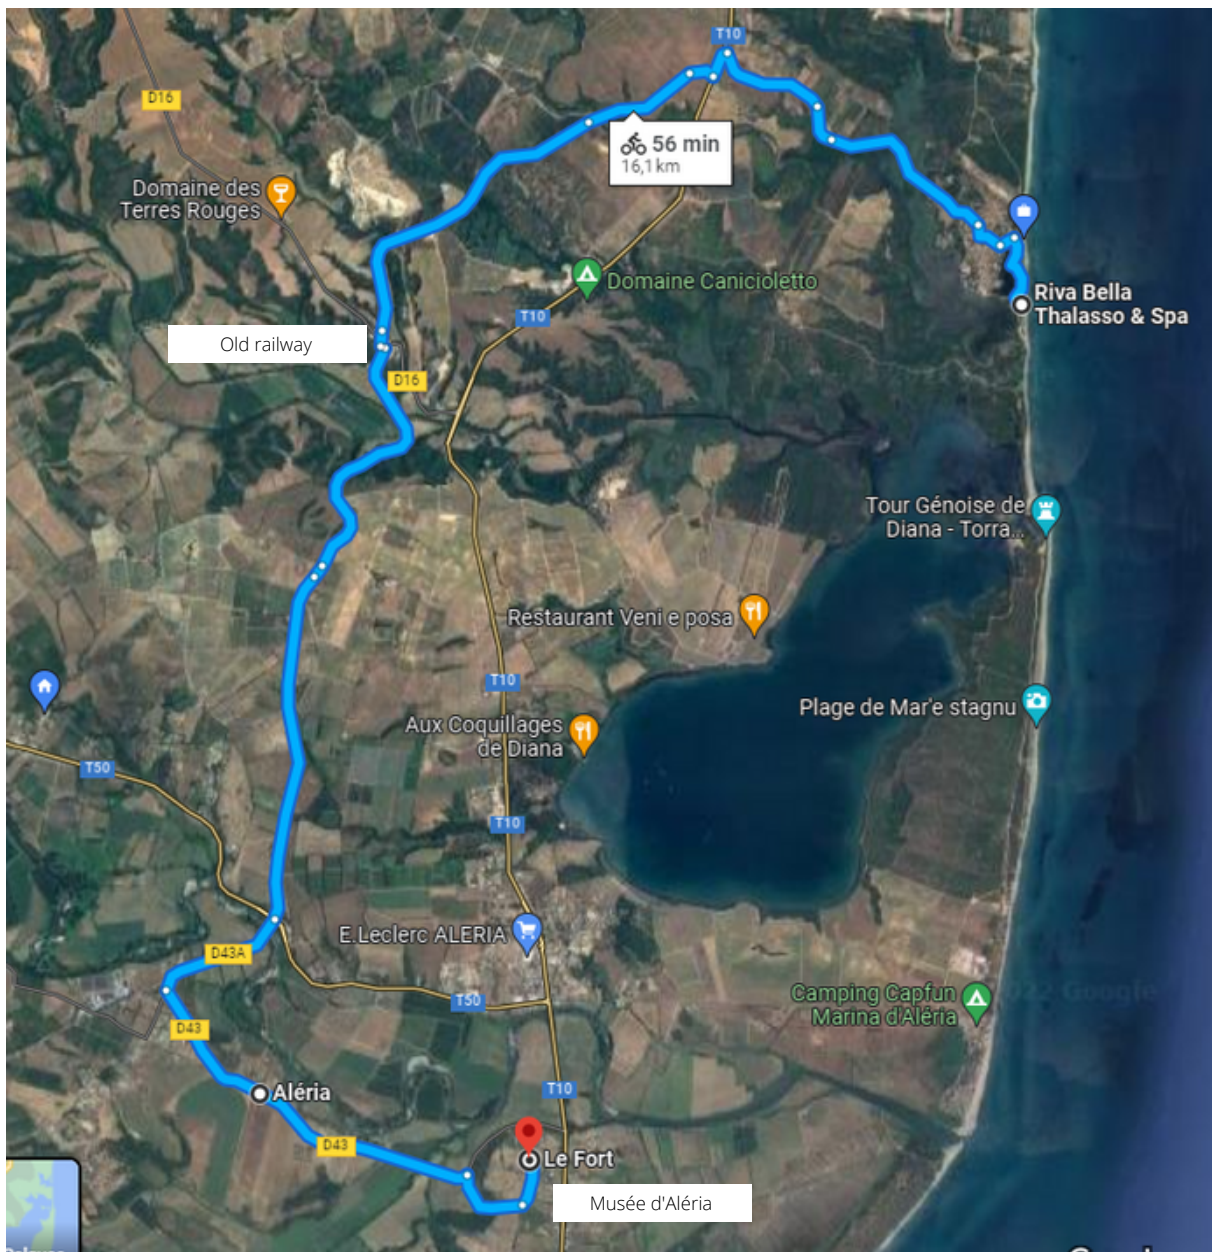 T10
D16
56 min
16,1 km
Domaine des
Terres Rouges
Domaine Canicioletto
Riva Bella
Thalasso & Spa
T10
Old railway
D16
Tour Génoise de
Diana - Torra...
Restaurant Veni e posa
T10
Plage de Mar'e stagnu
Aux Coquillages
de Diana
T50
T10
E.Leclerc ALERIA
D43A
T50
Camping Capfun
Marina d'Aléria
Google
D43
Aléria
T10
D43
Le Fort
Musée d'Aléria